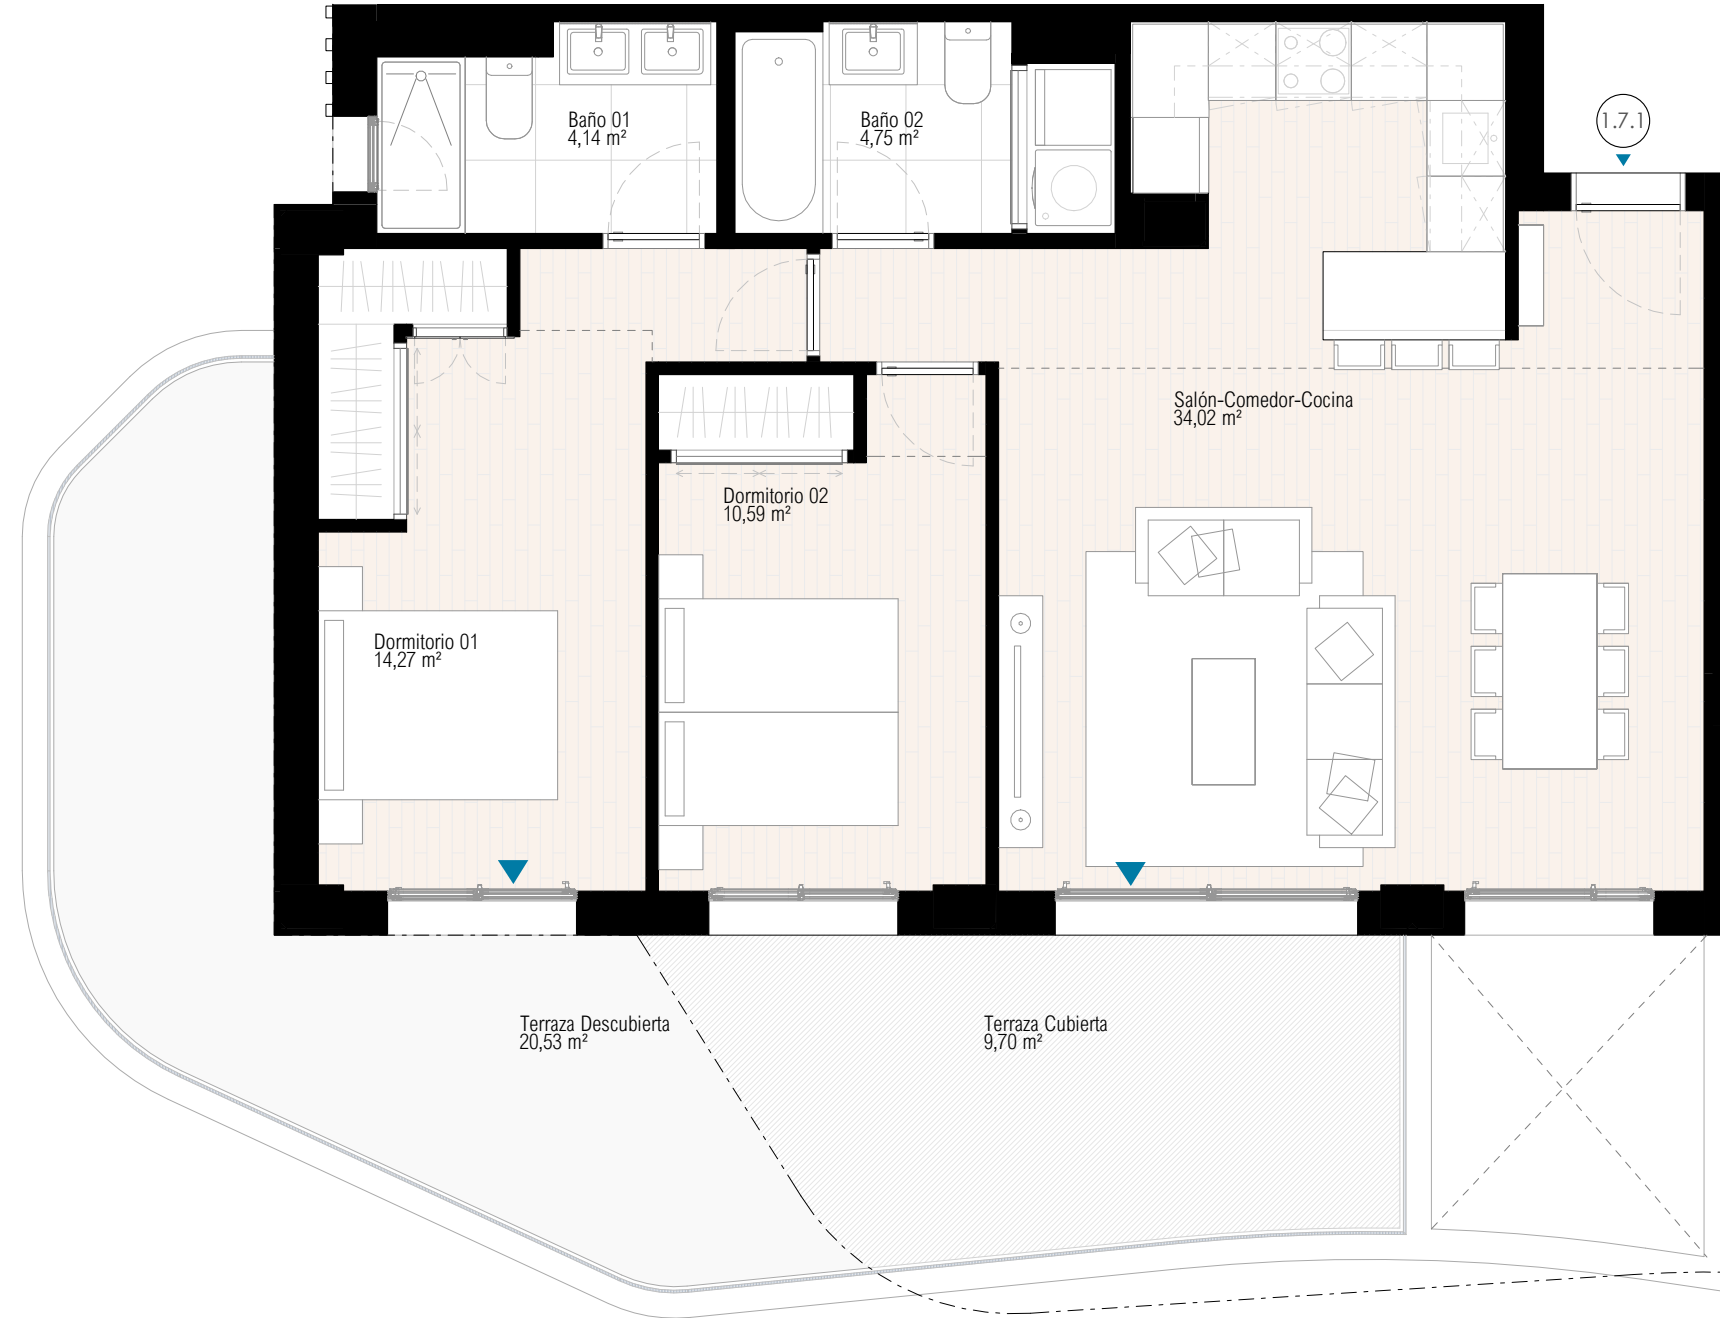 Baño 01
4,14 m²
Baño 02
4,75 m²
1.7.1
Salón-Comedor-Cocina
34,02 m²
Dormitorio 02
10,59 m²
Dormitorio 01
14,27 m²
Terraza Descubierta
20,53 m²
Terraza Cubierta
9,70 m²